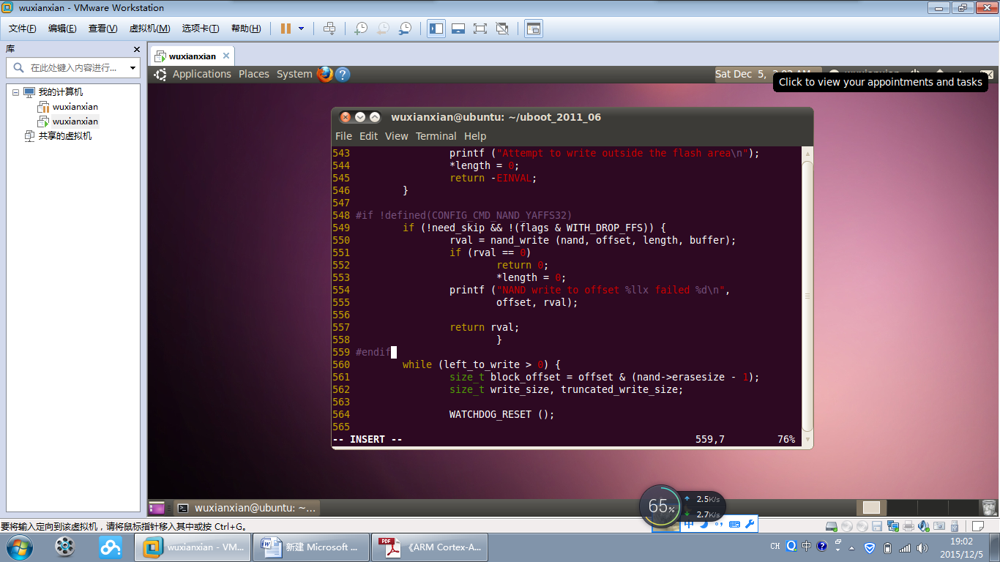 wuxianxian - VMware Workstation
文件(F) 编辑(E) 查看(V) 虚拟机(M) 选项卡(T) 帮助(H)
库
在此处键入内容进行...
我的计算机
wuxianxian
wuxianxian
共享的虚拟机
wuxianxian
Applications Places System
Sat Dec 5,
Click to view your appointments and tasks
wuxianxian@ubuntu: ~/uboot_2011_06
File Edit View Terminal Help
543 printf ("Attempt to write outside the flash area\n");
544 *length = 0;
545 return -EINVAL;
546 }
547
548 #if !defined(CONFIG_CMD_NAND_YAFFS32)
549 if (!need_skip && !(flags & WITH_DROP_FFS)) {
550 rval = nand_write (nand, offset, length, buffer);
551 if (rval == 0)
552 return 0;
553 *length = 0;
554 printf ("NAND write to offset %llx failed %d\n",
555 offset, rval);
556
557 return rval;
558 }
559 #endif
560 while (left_to_write > 0) {
561 size_t block_offset = offset & (nand->erasesize - 1);
562 size_t write_size, truncated_write_size;
563
564 WATCHDOG_RESET ();
565
-- INSERT -- 559,7 76%
wuxianxian@ubuntu: ~...
65%
2.5K/s
2.7K/s
中
要将输入定向到该虚拟机，请将鼠标指针移入其中或按 Ctrl+G。
wuxianxian - VM...
新建 Microsoft ...
PDF
《ARM Cortex-A...
CH
中
19:02
2015/12/5